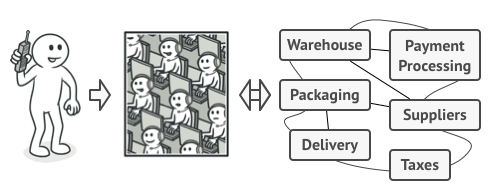 Warehouse
Payment
Processing
Packaging
Suppliers
Delivery
Taxes